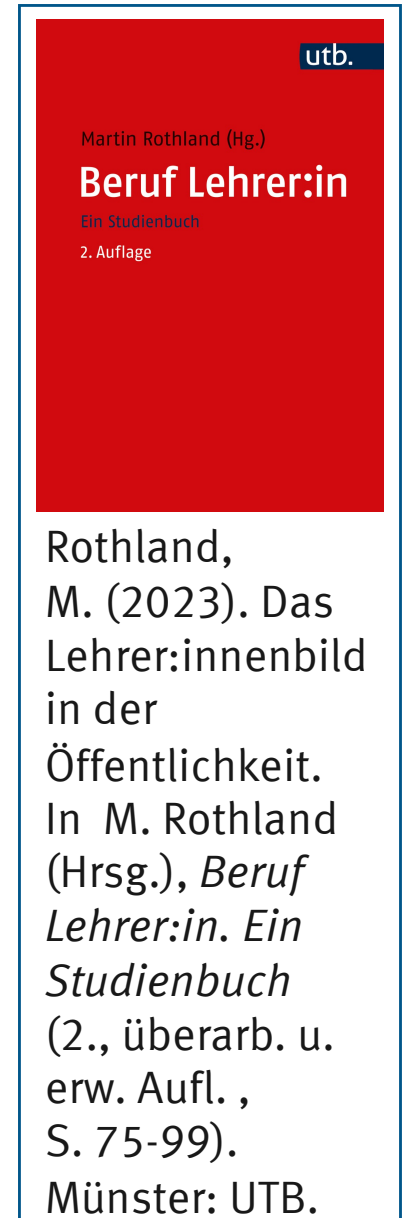 utb.
Martin Rothland (Hg.)
Beruf Lehrer:in
Ein Studienbuch
2. Auflage
Rothland,
M. (2023). Das
Lehrer:innenbild
in der
Öffentlichkeit.
In M. Rothland
(Hrsg.), Beruf
Lehrer:in. Ein
Studienbuch
(2., überarb. u.
erw. Aufl. ,
S. 75-99).
Münster: UTB.